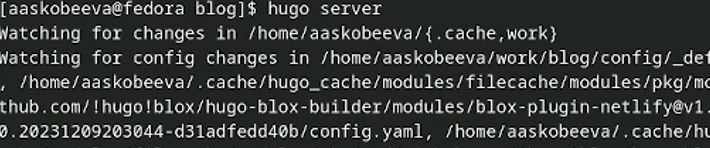 [aaskobeeva@fedora blog]$ hugo server
Watching for changes in /home/aaskobeeva/{.cache,work}
Watching for config changes in /home/aaskobeeva/work/blog/config/_def
, /home/aaskobeeva/.cache/hugo_cache/modules/filecache/modules/pkg/mo
thub.com/!hugo!blox/hugo-blox-builder/modules/blox-plugin-netlify@v1.
0.20231209203044-d31adfedd40b/config.yaml, /home/aaskobeeva/.cache/hu